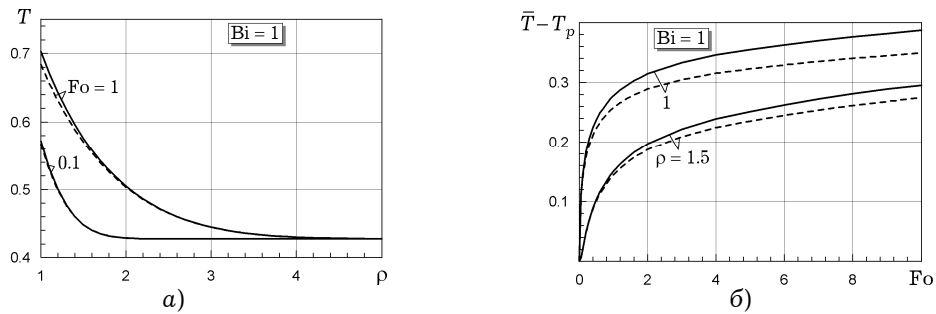 T
Bi = 1
0.7
Fo = 1
0.6
0.1
0.5
0.4
1 2 3 4 ρ
а)
T̅ – Tₚ
Bi = 1
0.3
1
0.2
ρ = 1.5
0.1
0 2 4 6 8 Fo
б)